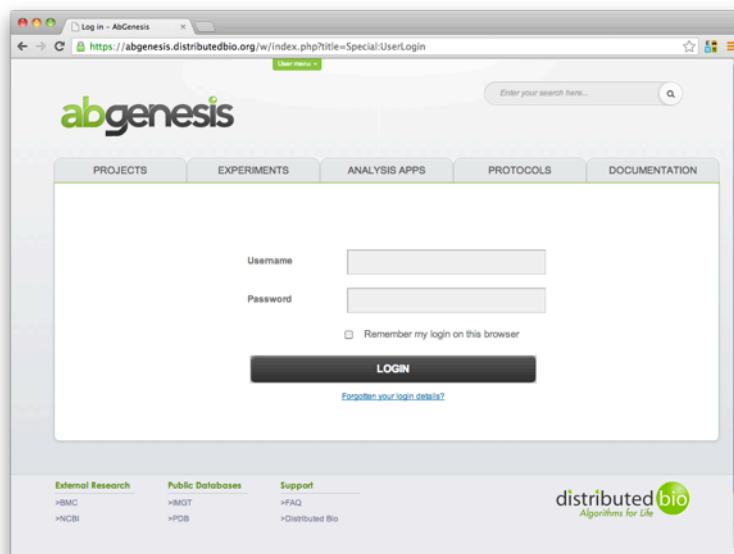 Log in - AbGenesis
https://abgenesis.distributedbio.org/w/index.php?title=Special:UserLogin
User menu
abgenesis
Enter your search here...
PROJECTS EXPERIMENTS ANALYSIS APPS PROTOCOLS DOCUMENTATION
Username
Password
Remember my login on this browser
LOGIN
Forgotten your login details?
External Research Public Databases Support
>BMC >IMGT >FAQ
>NCBI >PDB >Distributed Bio
distributed bio
Algorithms for Life